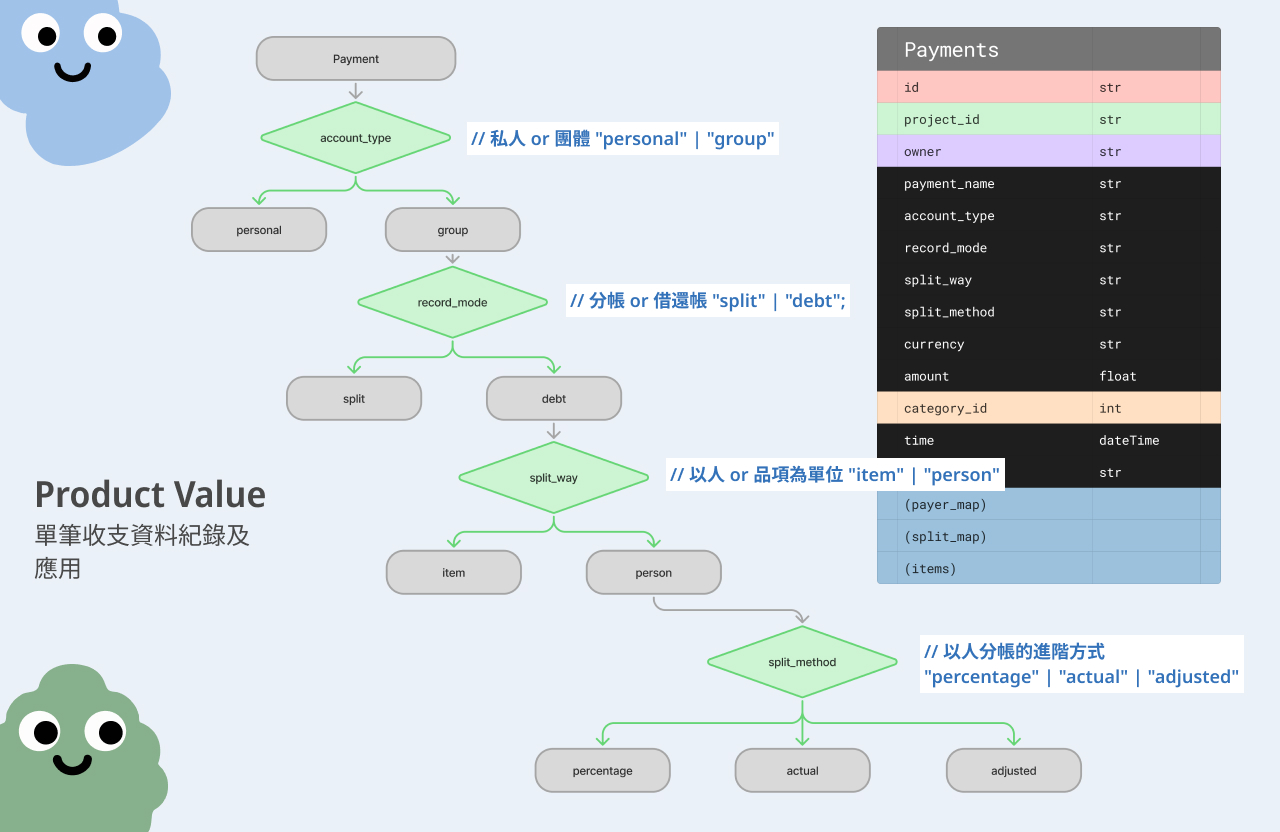 Payment
account_type
// 私人 or 團體 "personal" | "group"
personal
group
record_mode
// 分帳 or 借還帳 "split" | "debt";
split
debt
split_way
// 以人 or 品項為單位 "item" | "person"
item
person
split_method
// 以人分帳的進階方式
"percentage" | "actual" | "adjusted"
percentage
actual
adjusted
Product Value
單筆收支資料紀錄及
應用
Payments
id str
project_id str
owner str
payment_name str
account_type str
record_mode str
split_way str
split_method str
currency str
amount float
category_id int
time dateTime
str
(payer_map)
(split_map)
(items)